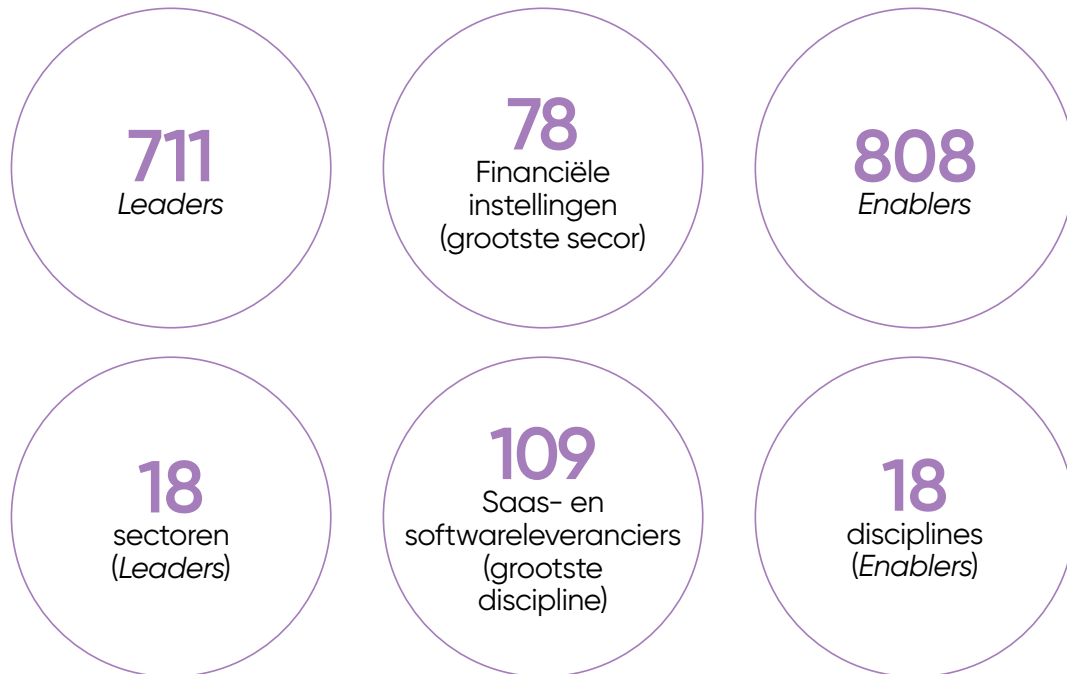 711
Leaders
78
Financiële
instellingen
(grootste secor)
808
Enablers
18
sectoren
(Leaders)
109
Saas- en
softwareleveranciers
(grootste
discipline)
18
disciplines
(Enablers)